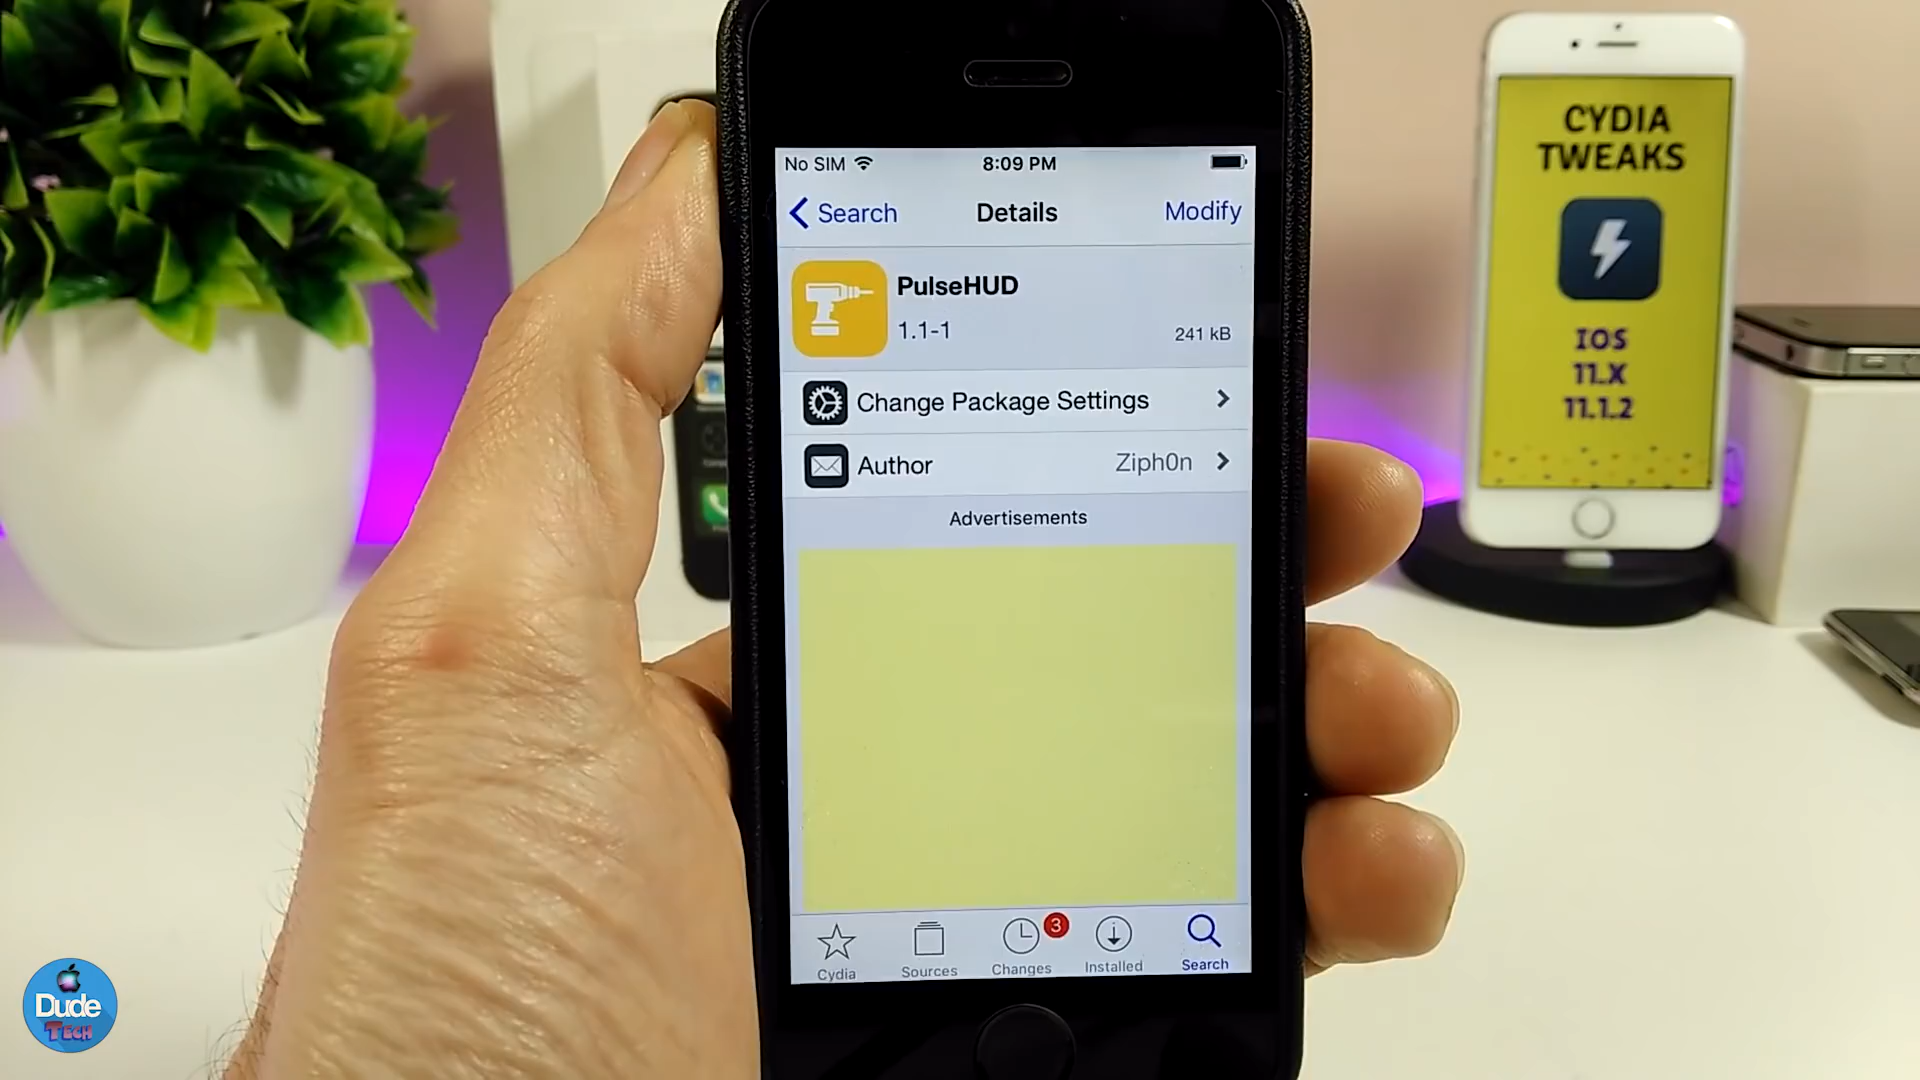 No SIM
8:09 PM
Search
Details
Modify
PulseHUD
1.1-1
241 kB
Change Package Settings
Author
Ziph0n
Advertisements
Cydia
Sources
Changes
3
Installed
Search
CYDIA
TWEAKS
IOS
11.X
11.1.2
Dude
TECH